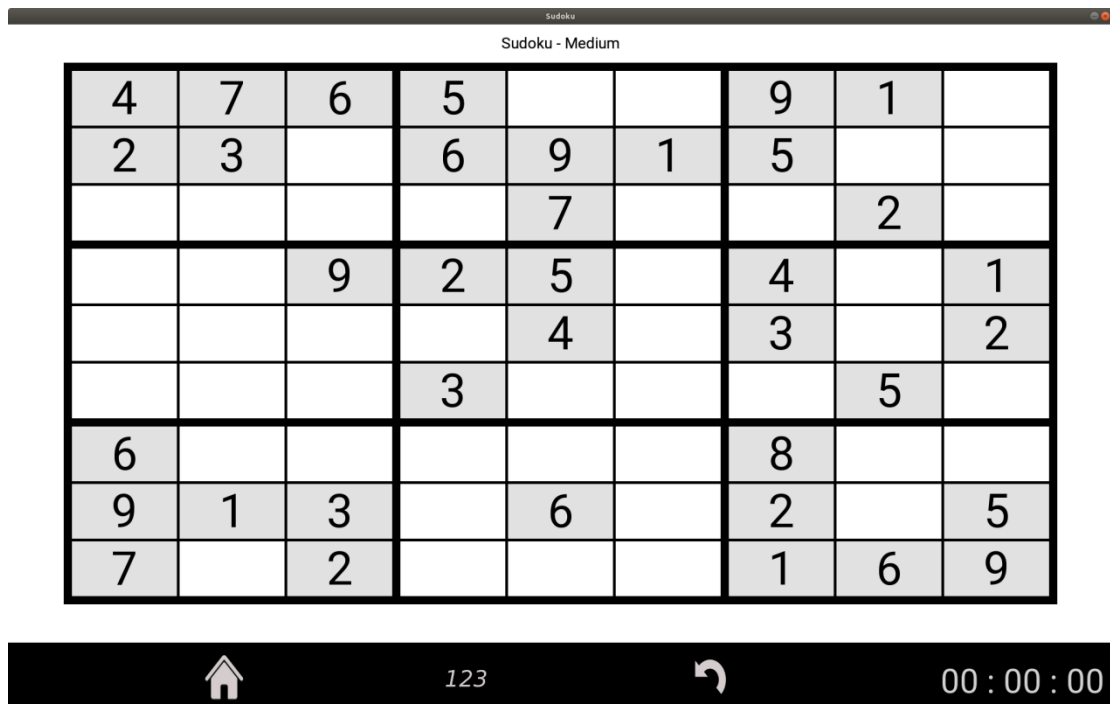 Sudoku
Sudoku - Medium
4 7 6 5 9 1
2 3 6 9 1 5
7 2
9 2 5 4 1
4 3 2
3 5
6 8
9 1 3 6 2 5
7 2 1 6 9
123
00 : 00 : 00